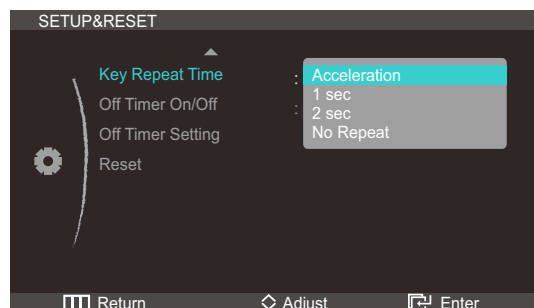 SETUP&RESET
Key Repeat Time : Acceleration
1 sec
Off Timer On/Off : 2 sec
No Repeat
Off Timer Setting
Reset
Return Adjust Enter